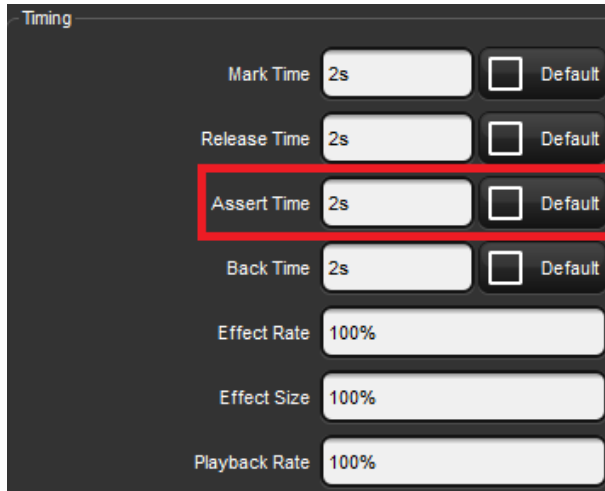 Timing
Mark Time 2s Default
Release Time 2s Default
Assert Time 2s Default
Back Time 2s Default
Effect Rate 100%
Effect Size 100%
Playback Rate 100%